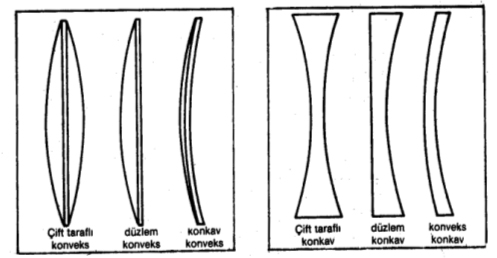 Çift taraflı
konveks
düzlem
konveks
konkav
konveks
Çift taraflı
konkav
düzlem
konkav
konveks
konkav